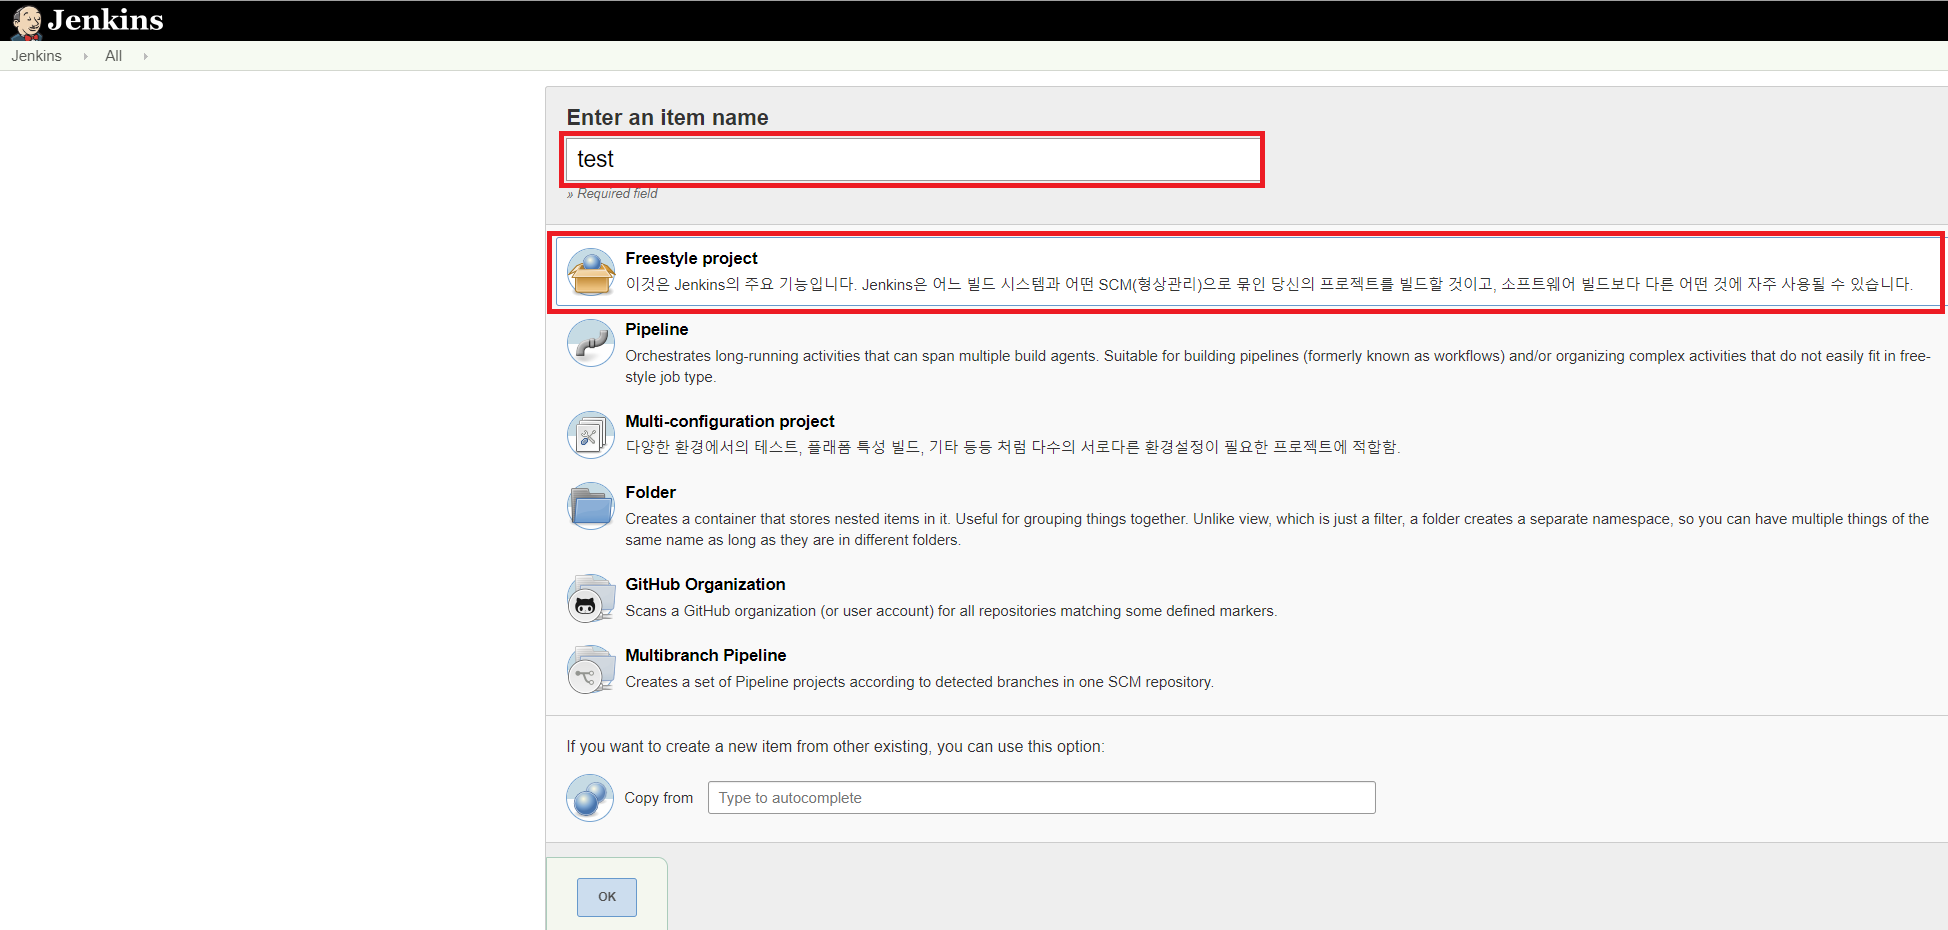 Jenkins
Jenkins All
Enter an item name
test
» Required field
Freestyle project
이것은 Jenkins의 주요 기능입니다. Jenkins은 어느 빌드 시스템과 어떤 SCM(형상관리)으로 묶인 당신의 프로젝트를 빌드할 것이고, 소프트웨어 빌드보다 다른 어떤 것에 자주 사용될 수 있습니다.
Pipeline
Orchestrates long-running activities that can span multiple build agents. Suitable for building pipelines (formerly known as workflows) and/or organizing complex activities that do not easily fit in free-
style job type.
Multi-configuration project
다양한 환경에서의 테스트, 플래폼 특성 빌드, 기타 등등 처럼 다수의 서로다른 환경설정이 필요한 프로젝트에 적합함.
Folder
Creates a container that stores nested items in it. Useful for grouping things together. Unlike view, which is just a filter, a folder creates a separate namespace, so you can have multiple things of the
same name as long as they are in different folders.
GitHub Organization
Scans a GitHub organization (or user account) for all repositories matching some defined markers.
Multibranch Pipeline
Creates a set of Pipeline projects according to detected branches in one SCM repository.
If you want to create a new item from other existing, you can use this option:
Copy from Type to autocomplete
OK